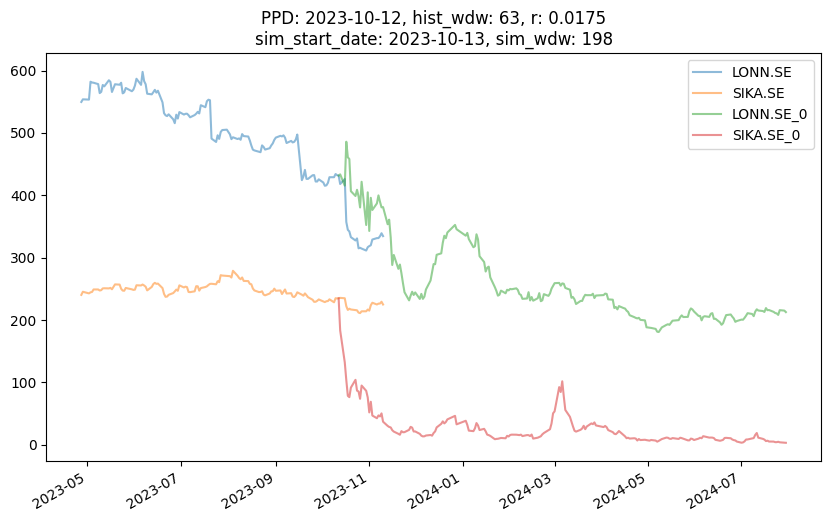 PPD: 2023-10-12, hist_wdw: 63, r: 0.0175
sim_start_date: 2023-10-13, sim_wdw: 198
LONN.SE
SIKA.SE
LONN.SE_0
SIKA.SE_0
600
500
400
300
200
100
0
2023-05
2023-07
2023-09
2023-11
2024-01
2024-03
2024-05
2024-07